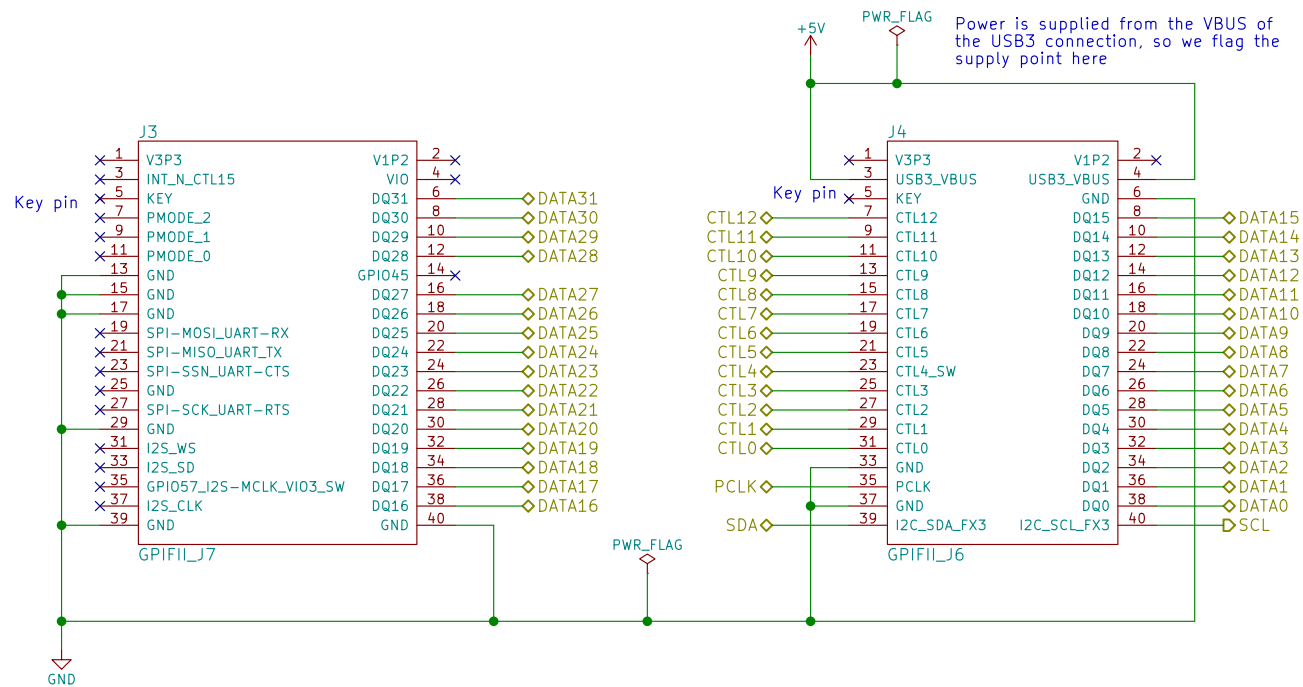 PWR_FLAG
Power is supplied from the VBUS of
the USB3 connection, so we flag the
supply point here
+5V
J3
1 V3P3 V1P2 2
3 INT_N_CTL15 VIO 4
Key pin 5 KEY DQ31 6 DATA31
7 PMODE_2 DQ30 8 DATA30
9 PMODE_1 DQ29 10 DATA29
11 PMODE_0 DQ28 12 DATA28
13 GND GPIO45 14
15 GND DQ27 16 DATA27
17 GND DQ26 18 DATA26
19 SPI-MOSI_UART-RX DQ25 20 DATA25
21 SPI-MISO_UART_TX DQ24 22 DATA24
23 SPI-SSN_UART-CTS DQ23 24 DATA23
25 GND DQ22 26 DATA22
27 SPI-SCK_UART-RTS DQ21 28 DATA21
29 GND DQ20 30 DATA20
31 I2S_WS DQ19 32 DATA19
33 I2S_SD DQ18 34 DATA18
35 GPIO57_I2S-MCLK_VIO3_SW DQ17 36 DATA17
37 I2S_CLK DQ16 38 DATA16
39 GND GND 40
GPIFII_J7
J4
1 V3P3 V1P2 2
3 USB3_VBUS USB3_VBUS 4
Key pin 5 KEY GND 6
CTL12 7 CTL12 DQ15 8 DATA15
CTL11 9 CTL11 DQ14 10 DATA14
CTL10 11 CTL10 DQ13 12 DATA13
CTL9 13 CTL9 DQ12 14 DATA12
CTL8 15 CTL8 DQ11 16 DATA11
CTL7 17 CTL7 DQ10 18 DATA10
CTL6 19 CTL6 DQ9 20 DATA9
CTL5 21 CTL5 DQ8 22 DATA8
CTL4 23 CTL4_SW DQ7 24 DATA7
CTL3 25 CTL3 DQ6 26 DATA6
CTL2 27 CTL2 DQ5 28 DATA5
CTL1 29 CTL1 DQ4 30 DATA4
CTL0 31 CTL0 DQ3 32 DATA3
33 GND DQ2 34 DATA2
PCLK 35 PCLK DQ1 36 DATA1
37 GND DQ0 38 DATA0
SDA 39 I2C_SDA_FX3 I2C_SCL_FX3 40 SCL
GPIFII_J6
PWR_FLAG
GND